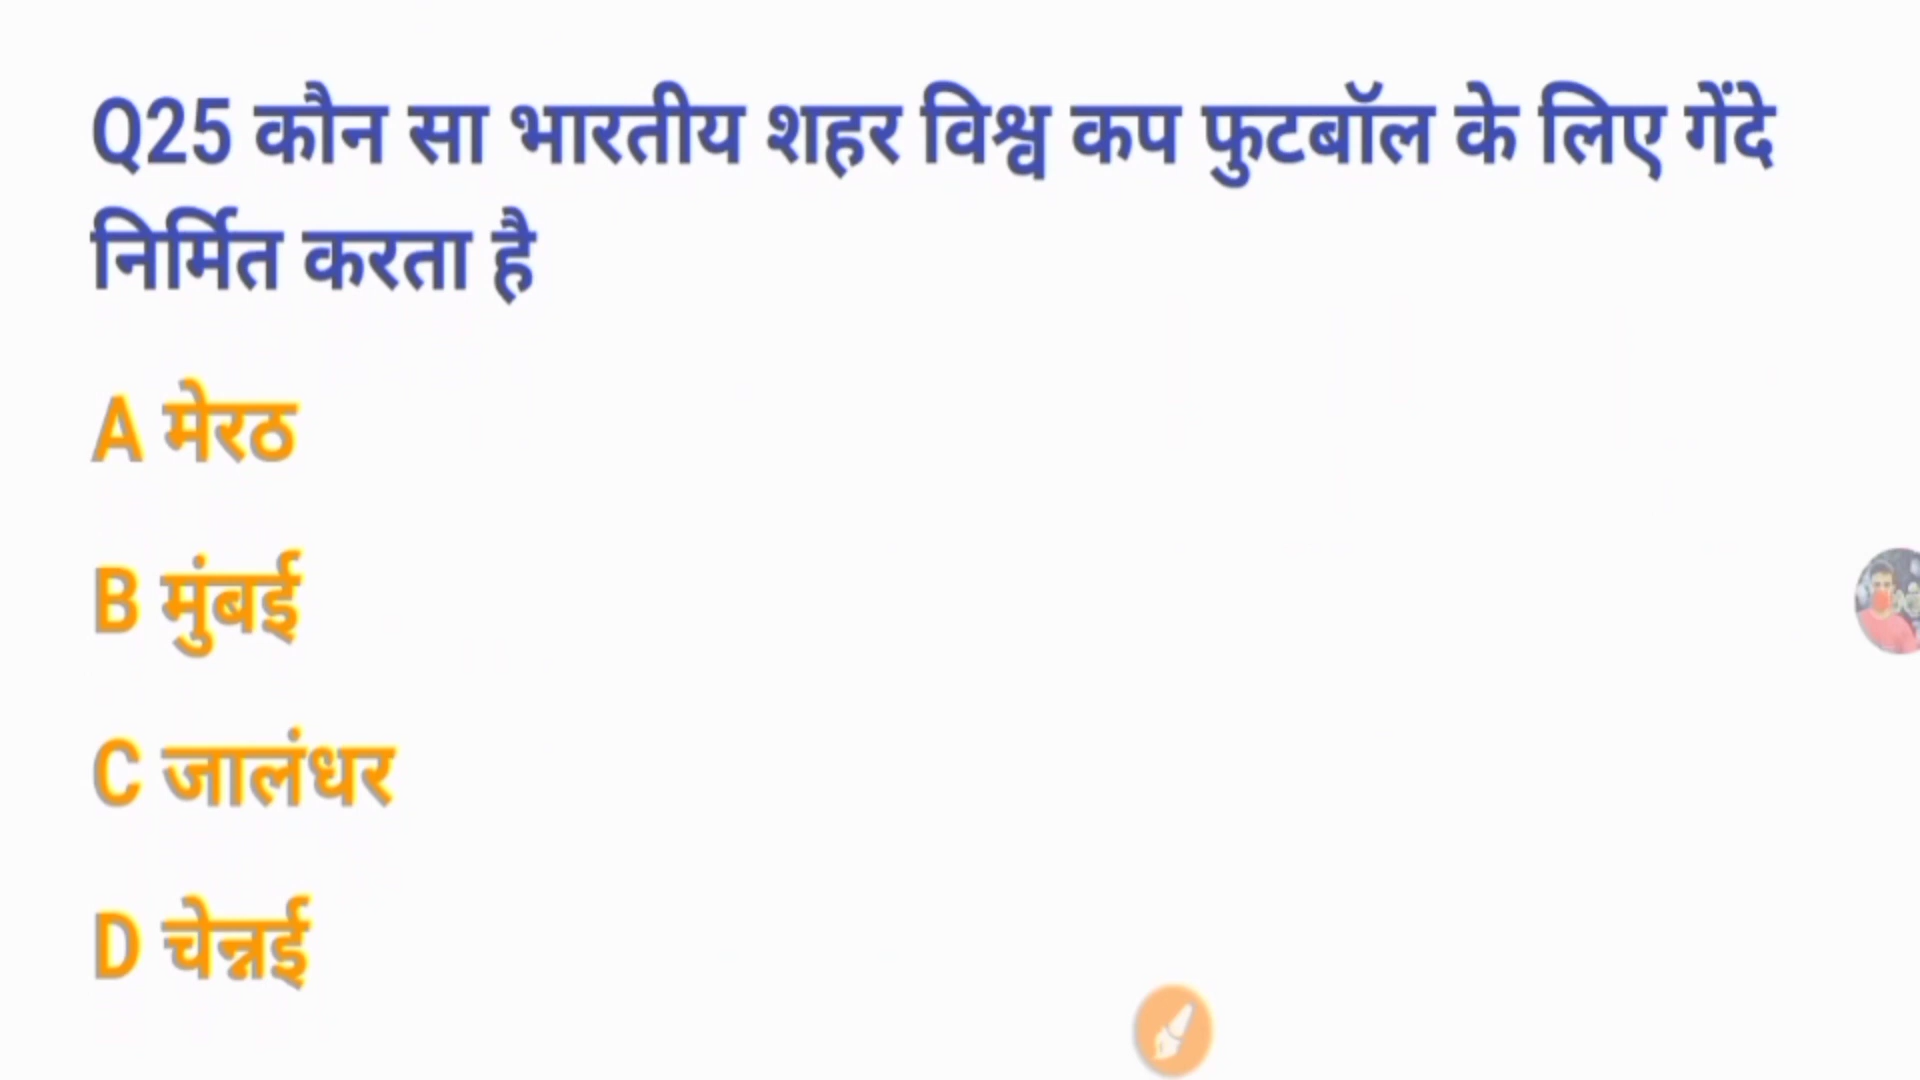 Q25 कौन सा भारतीय शहर विश्व कप फुटबॉल के लिए गेंदे
निर्मित करता है
A मेरठ
B मुंबई
C जालंधर
D चेन्नई